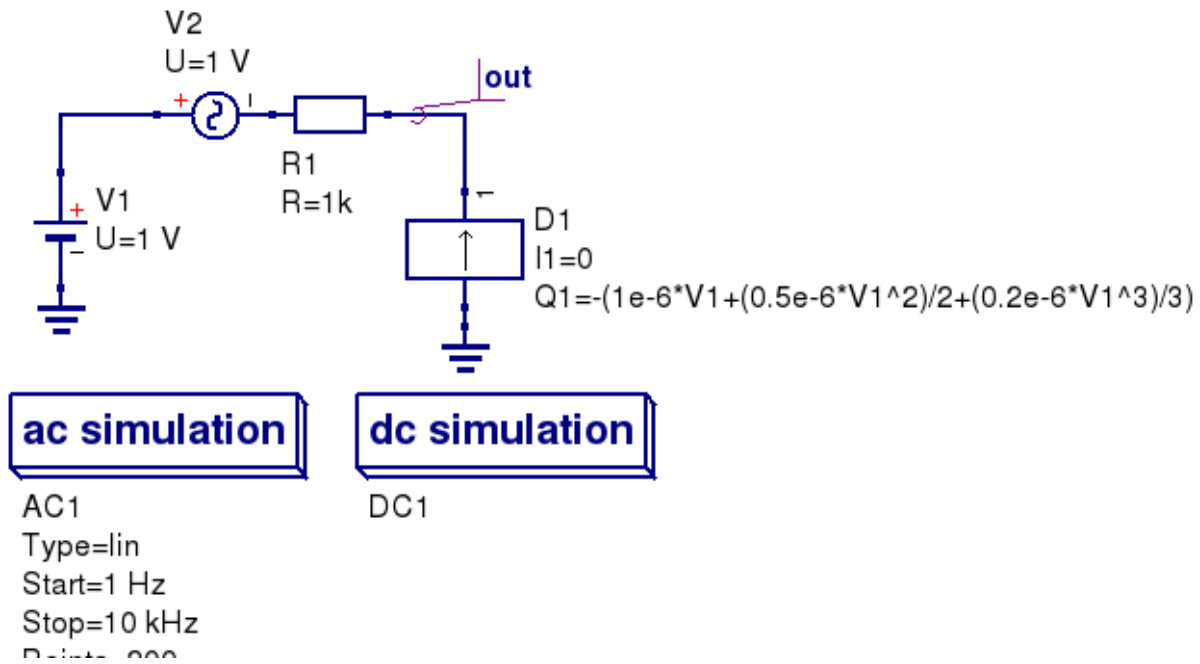 V2
U=1 V
out
R1
R=1k
V1
U=1 V
1
D1
I1=0
Q1=-(1e-6*V1+(0.5e-6*V1^2)/2+(0.2e-6*V1^3)/3)
ac simulation
dc simulation
AC1
DC1
Type=lin
Start=1 Hz
Stop=10 kHz